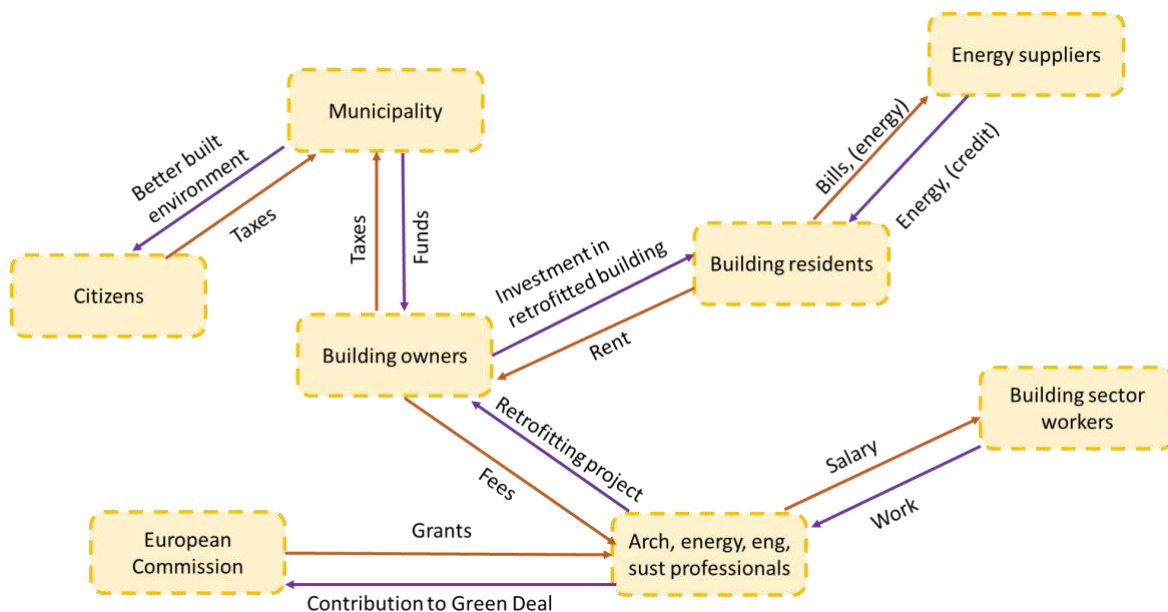 Energy suppliers
Municipality
Better built
environment
Taxes
Citizens
Taxes
Funds
Bills, (energy)
Energy, (credit)
Investment in
retrofitted building
Building residents
Rent
Building owners
Retrofitting project
Fees
Building sector
workers
Salary
Work
European
Commission
Grants
Arch, energy, eng,
sust professionals
Contribution to Green Deal